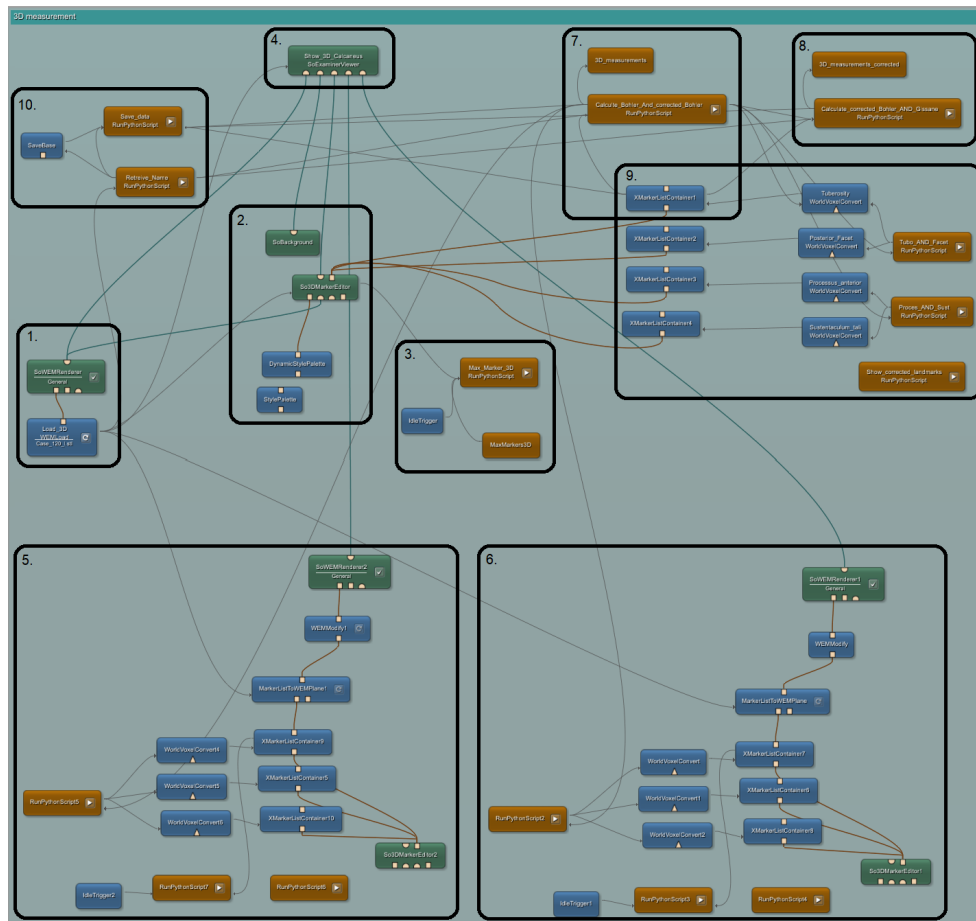 3D measurement
4.
Show_3D_Calcaneus
SoExaminerViewer
7.
3D_measurements
Calculate_Bohler_And_corrected_Bohler
RunPythonScript
8.
3D_measurements_corrected
Calculate_corrected_Bohler_AND_Gissane
RunPythonScript
10.
Save_data
RunPythonScript
SaveBase
Retreive_Name
RunPythonScript
9.
XMarkerListContainer1
XMarkerListContainer2
XMarkerListContainer3
XMarkerListContainer4
Tuberosity
WorldVoxelConvert
Posterior_Facet
WorldVoxelConvert
Processus_anterior
WorldVoxelConvert
Sustentaculum_tali
WorldVoxelConvert
Tubo_AND_Facet
RunPythonScript
Proces_AND_Sust
RunPythonScript
Show_corrected_landmarks
RunPythonScript
2.
SoBackground
So3DMarkerEditor
DynamicStylePalette
StylePalette
1.
SoWEMRenderer
General
Load_3D
WEMLoad
3.
Max_Marker_3D
RunPythonScript
IdleTrigger
MaxMarkers3D
5.
SoWEMRenderer2
General
WEMModify1
MarkerListToWEMPlane1
XMarkerListContainer9
WorldVoxelConvert4
XMarkerListContainer5
WorldVoxelConvert5
RunPythonScript5
XMarkerListContainer10
WorldVoxelConvert6
So3DMarkerEditor2
IdleTrigger2
RunPythonScript7
RunPythonScript6
6.
SoWEMRenderer1
General
WEMModify
MarkerListToWEMPlane
XMarkerListContainer7
WorldVoxelConvert
XMarkerListContainer6
WorldVoxelConvert1
RunPythonScript2
XMarkerListContainer8
WorldVoxelConvert2
So3DMarkerEditor1
IdleTrigger1
RunPythonScript3
RunPythonScript4